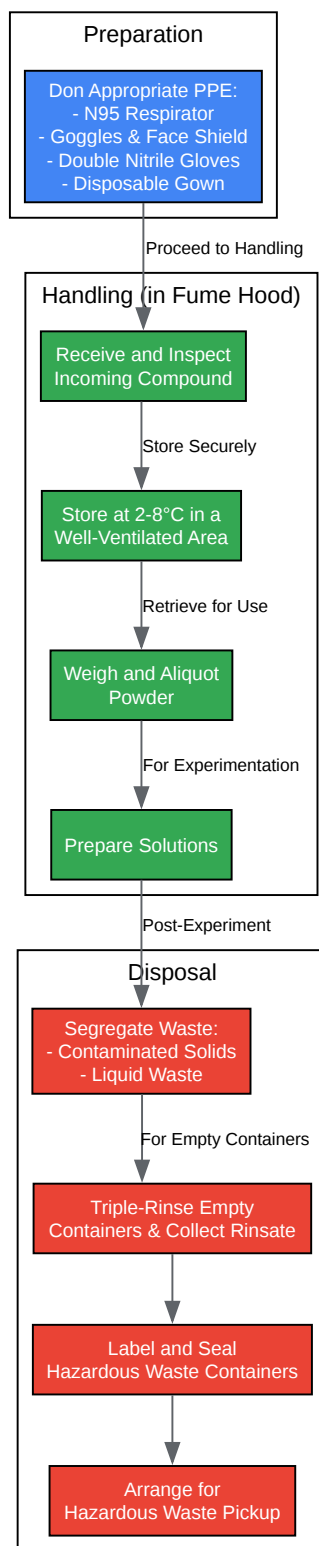 Preparation
Don Appropriate PPE:
- N95 Respirator
- Goggles & Face Shield
- Double Nitrile Gloves
- Disposable Gown
Proceed to Handling
Handling (in Fume Hood)
Receive and Inspect
Incoming Compound
Store Securely
Store at 2-8°C in a
Well-Ventilated Area
Retrieve for Use
Weigh and Aliquot
Powder
For Experimentation
Prepare Solutions
Post-Experiment
Disposal
Segregate Waste:
- Contaminated Solids
- Liquid Waste
For Empty Containers
Triple-Rinse Empty
Containers & Collect Rinsate
Label and Seal
Hazardous Waste Containers
Arrange for
Hazardous Waste Pickup